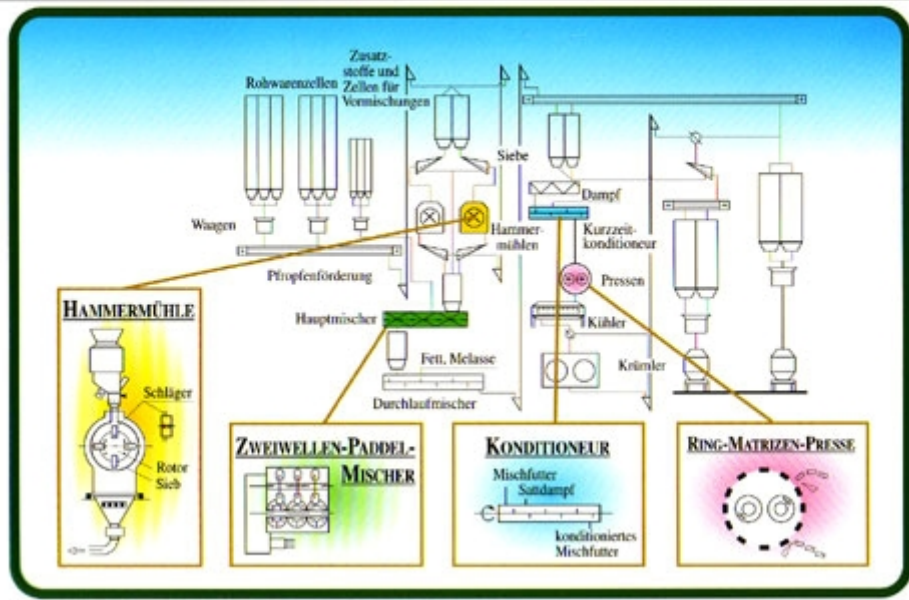 Zusatz-
stoffe und
Zellen für
Vormischungen
Rohwarenzellen
Siebe
Dampf
Waagen
Hammer-
mühlen
Kurzzeit-
konditioneur
Pfropfenförderung
Pressen
Hauptmischer
Kühler
Fett, Melasse
Krümler
Durchlaufmischer
HAMMERMÜHLE
Schläger
Rotor
Sieb
ZWEIWELLEN-PADDEL-
MISCHER
KONDITIONEUR
Mischfutter
Sattdampf
konditioniertes
Mischfutter
RING-MATRIZEN-PRESSE